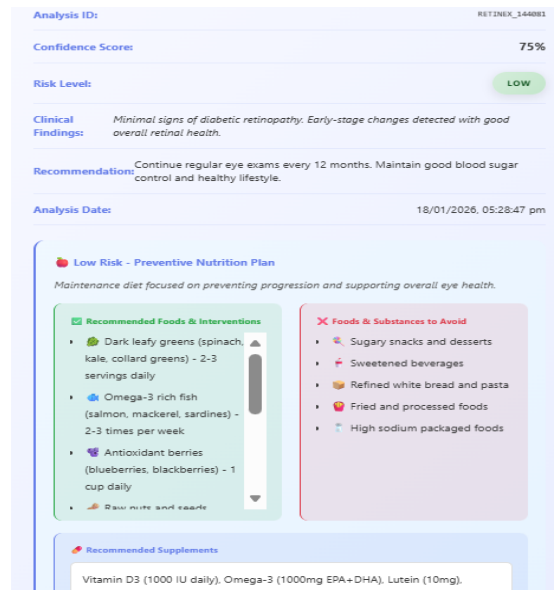 Analysis ID: RETINEX_144081
Confidence Score: 75%
Risk Level: LOW
Clinical Findings: Minimal signs of diabetic retinopathy. Early-stage changes detected with good
overall retinal health.
Recommendation: Continue regular eye exams every 12 months. Maintain good blood sugar
control and healthy lifestyle.
Analysis Date: 18/01/2026, 05:28:47 pm
Low Risk - Preventive Nutrition Plan
Maintenance diet focused on preventing progression and supporting overall eye health.
Recommended Foods & Interventions
Dark leafy greens (spinach,
kale, collard greens) - 2-3
servings daily
Omega-3 rich fish
(salmon, mackerel, sardines) -
2-3 times per week
Antioxidant berries
(blueberries, blackberries) - 1
cup daily
Raw nuts and seeds
Foods & Substances to Avoid
Sugary snacks and desserts
Sweetened beverages
Refined white bread and pasta
Fried and processed foods
High sodium packaged foods
Recommended Supplements
Vitamin D3 (1000 IU daily), Omega-3 (1000mg EPA+DHA), Lutein (10mg),